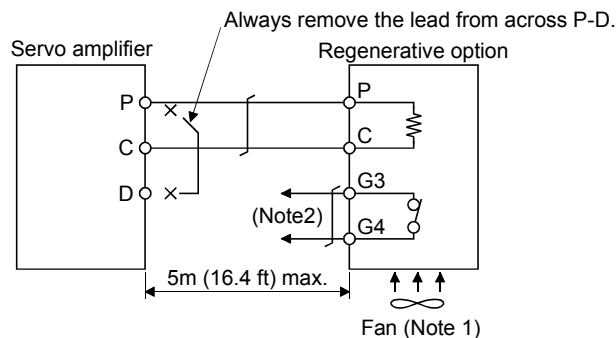 Always remove the lead from across P-D.
Servo amplifier
Regenerative option
P
P
C
C
D
G3
(Note2)
G4
5m (16.4 ft) max.
Fan (Note 1)